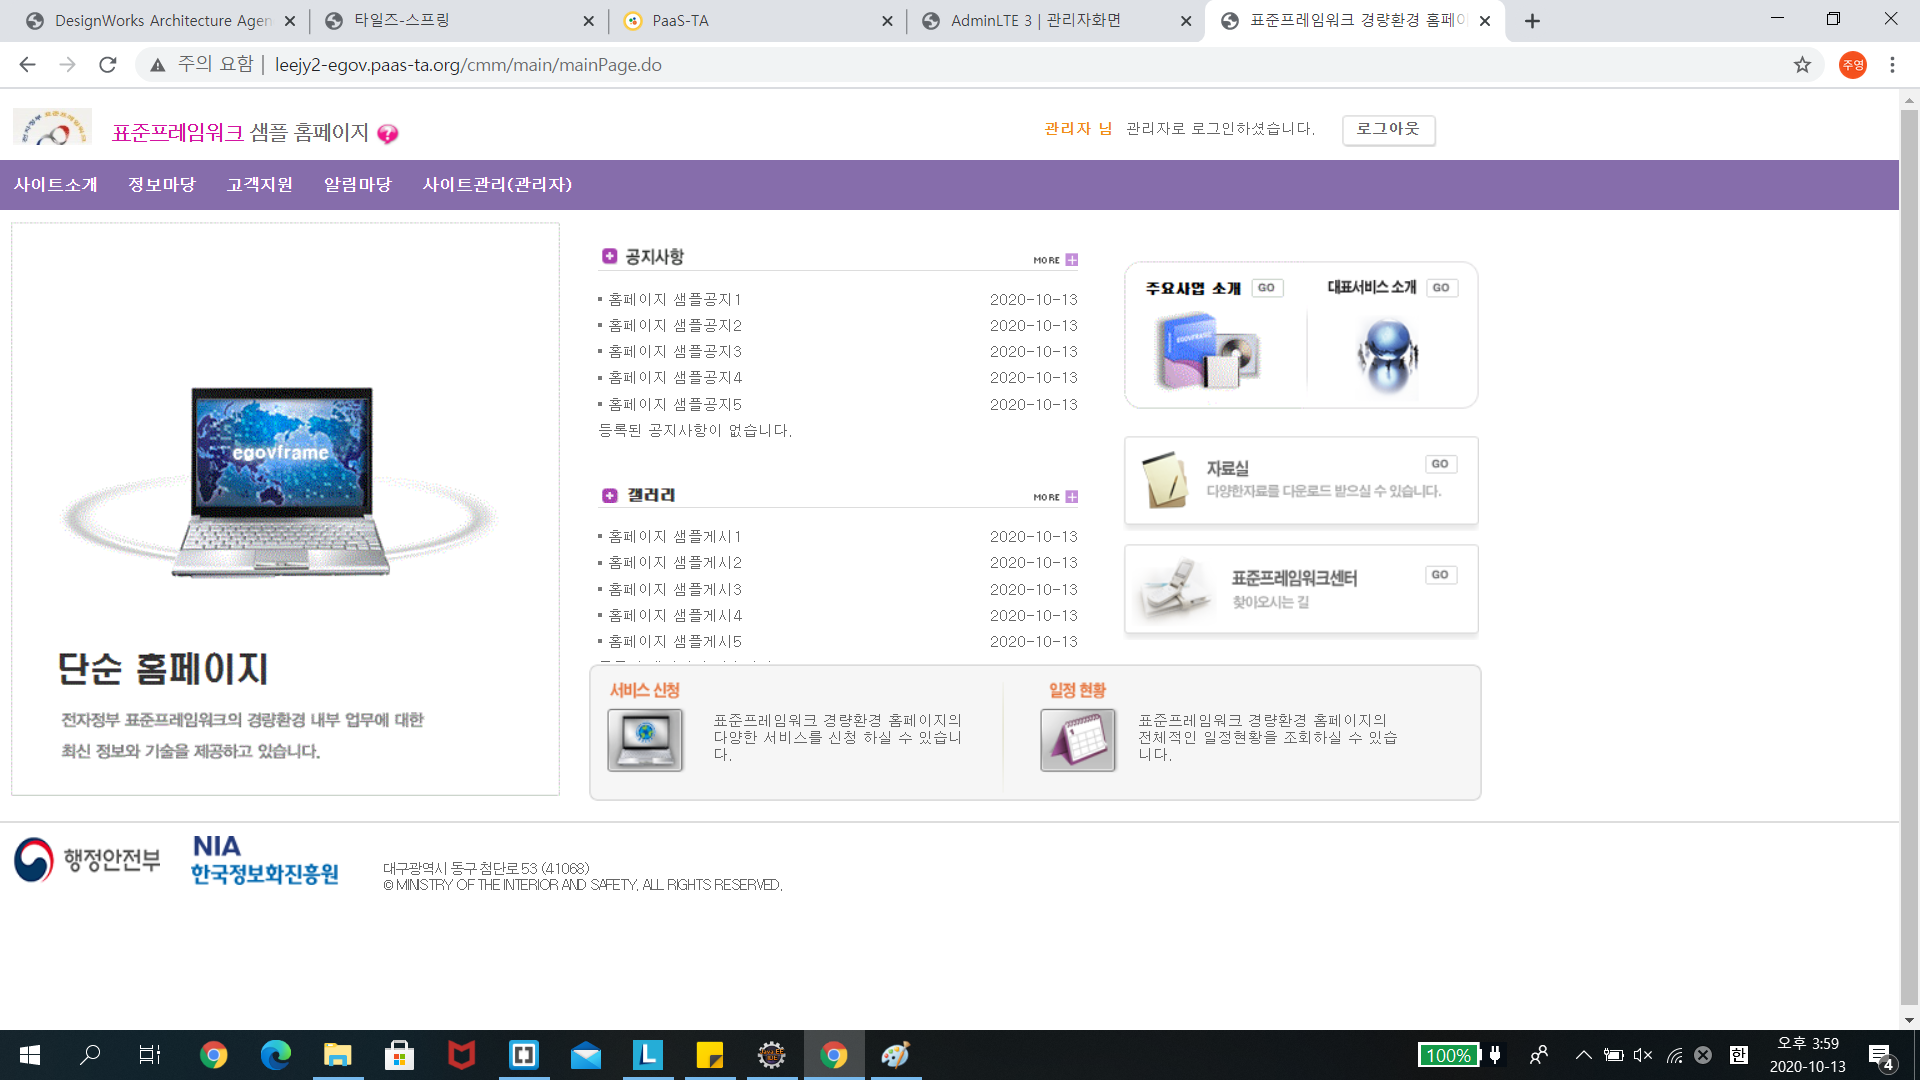 DesignWorks Architecture Agen
타일즈-스프링
PaaS-TA
AdminLTE 3 | 관리자화면
표준프레임워크 경량환경 홈페이
주의 요함 | leejy2-egov.paas-ta.org/cmm/main/mainPage.do
주영
표준프레임워크 샘플 홈페이지 ?
관리자 님 관리자로 로그인하셨습니다.
로그아웃
사이트소개 정보마당 고객지원 알림마당 사이트관리(관리자)
egovframe
단순 홈페이지
전자정부 표준프레임워크의 경량환경 내부 업무에 대한
최신 정보와 기술을 제공하고 있습니다.
공지사항 MORE
홈페이지 샘플공지1 2020-10-13
홈페이지 샘플공지2 2020-10-13
홈페이지 샘플공지3 2020-10-13
홈페이지 샘플공지4 2020-10-13
홈페이지 샘플공지5 2020-10-13
등록된 공지사항이 없습니다.
갤러리 MORE
홈페이지 샘플게시1 2020-10-13
홈페이지 샘플게시2 2020-10-13
홈페이지 샘플게시3 2020-10-13
홈페이지 샘플게시4 2020-10-13
홈페이지 샘플게시5 2020-10-13
주요사업 소개 GO
대표서비스 소개 GO
EGOVFRAME
자료실 GO
다양한자료를 다운로드 받으실 수 있습니다.
표준프레임워크센터 GO
찾아오시는 길
서비스 신청
표준프레임워크 경량환경 홈페이지의
다양한 서비스를 신청 하실 수 있습니
다.
일정 현황
표준프레임워크 경량환경 홈페이지의
전체적인 일정현황을 조회하실 수 있습
니다.
행정안전부
NIA
한국정보화진흥원
대구광역시 동구 첨단로 53 (41068)
© MINISTRY OF THE INTERIOR AND SAFETY. ALL RIGHTS RESERVED.
100%
한
오후 3:59
2020-10-13
4